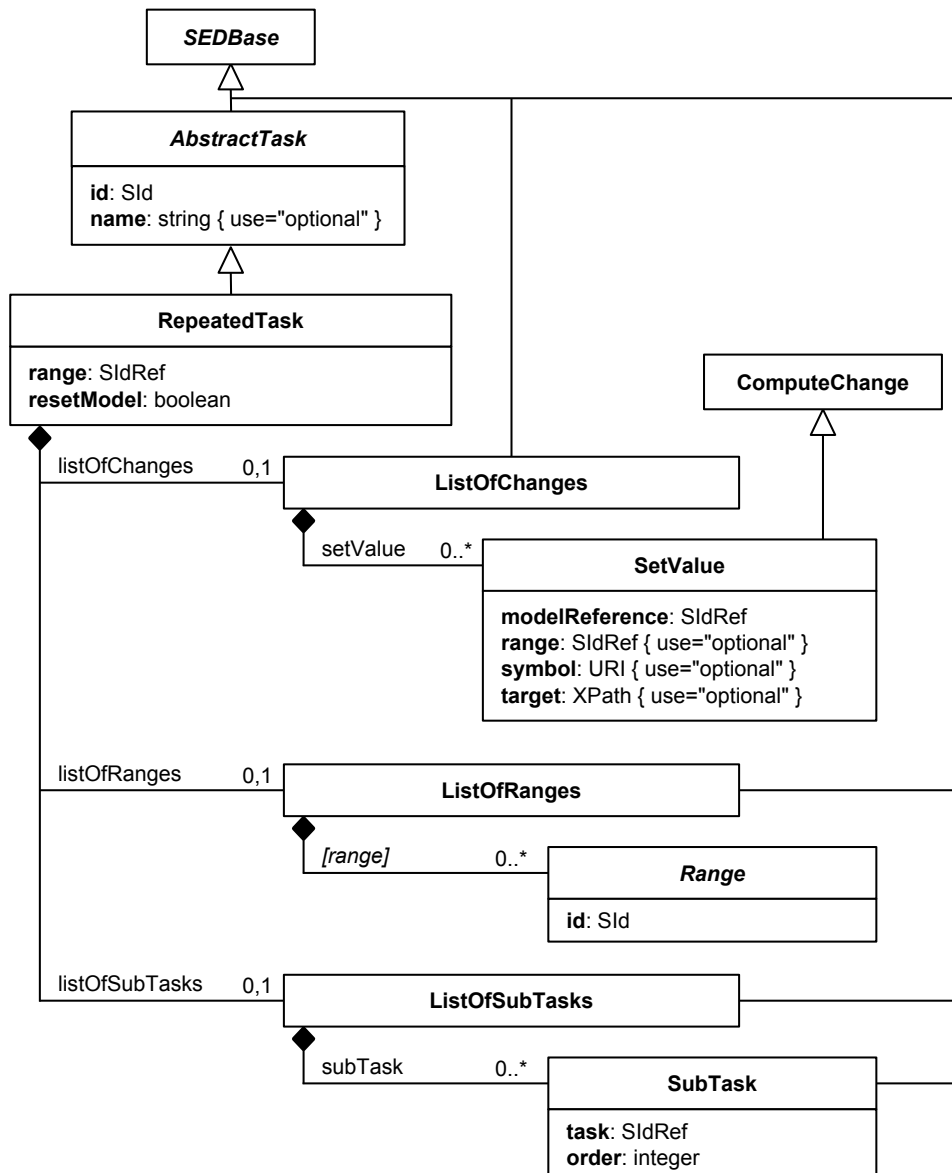 SEDBase
AbstractTask
id: SId
name: string { use="optional" }
RepeatedTask
range: SIdRef
resetModel: boolean
ComputeChange
listOfChanges 0,1
ListOfChanges
setValue 0..*
SetValue
modelReference: SIdRef
range: SIdRef { use="optional" }
symbol: URI { use="optional" }
target: XPath { use="optional" }
listOfRanges 0,1
ListOfRanges
[range] 0..*
Range
id: SId
listOfSubTasks 0,1
ListOfSubTasks
subTask 0..*
SubTask
task: SIdRef
order: integer